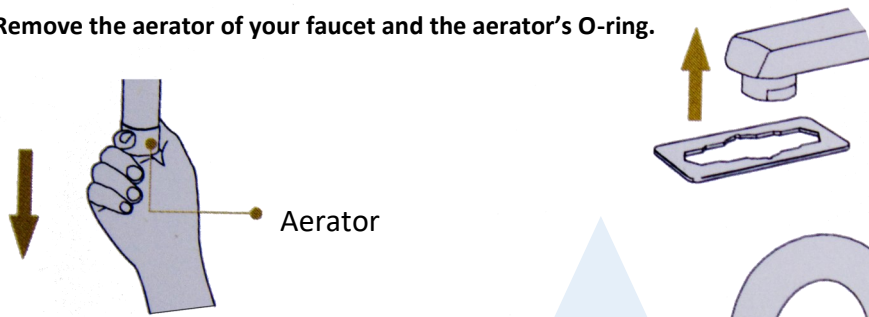 Remove the aerator of your faucet and the aerator's O-ring.
Aerator